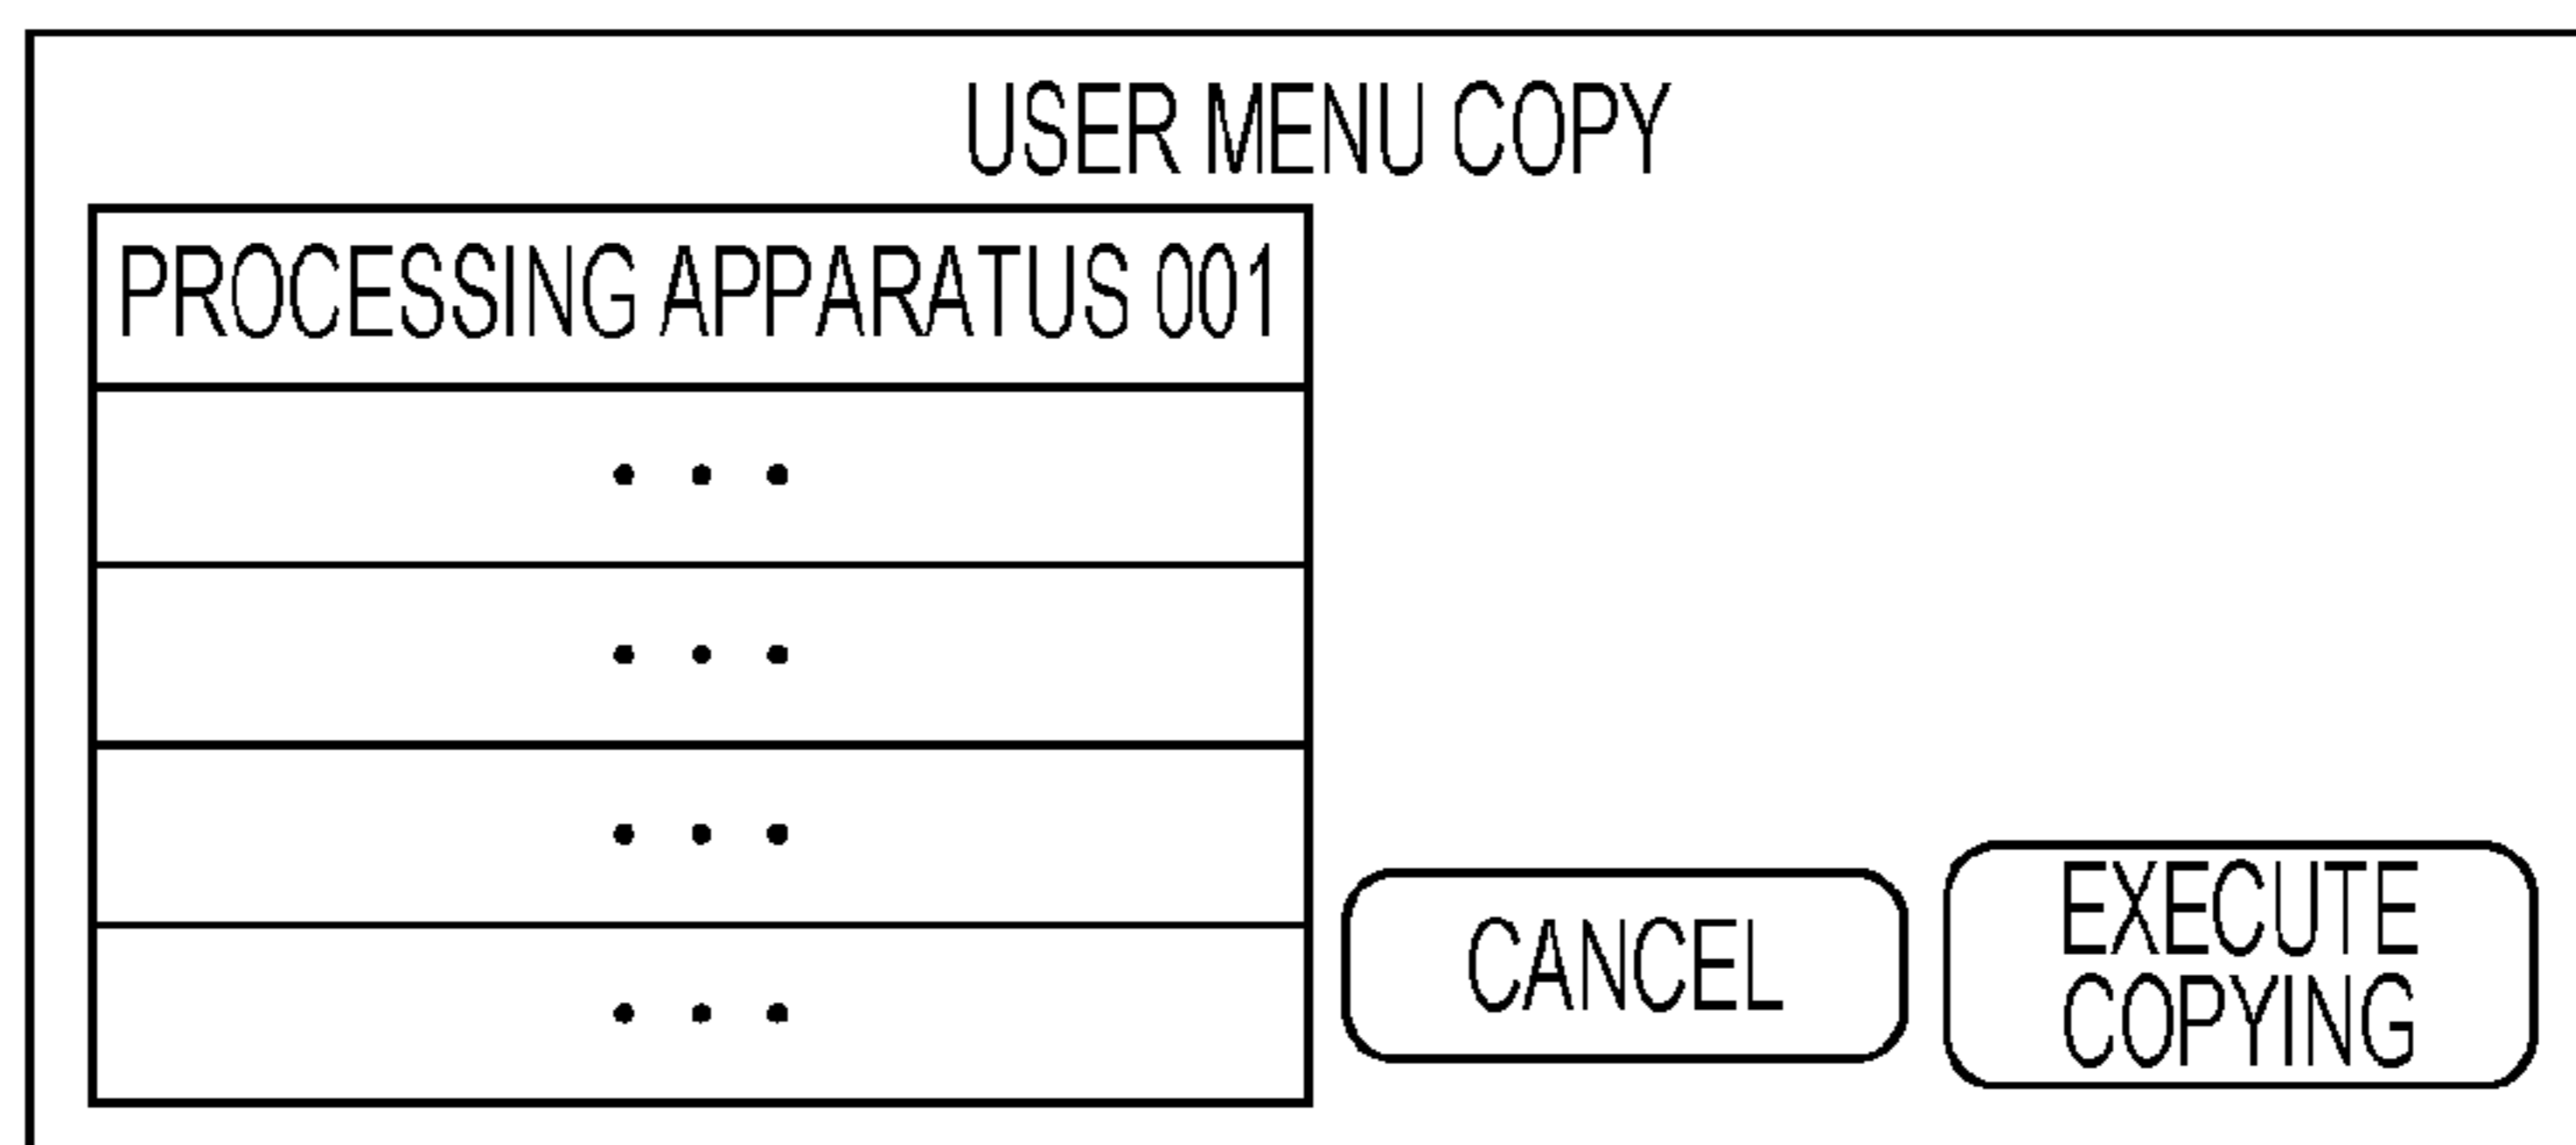 USER MENU COPY
PROCESSING APPARATUS 001
• • •
• • •
• • •
• • •
CANCEL
EXECUTE
COPYING